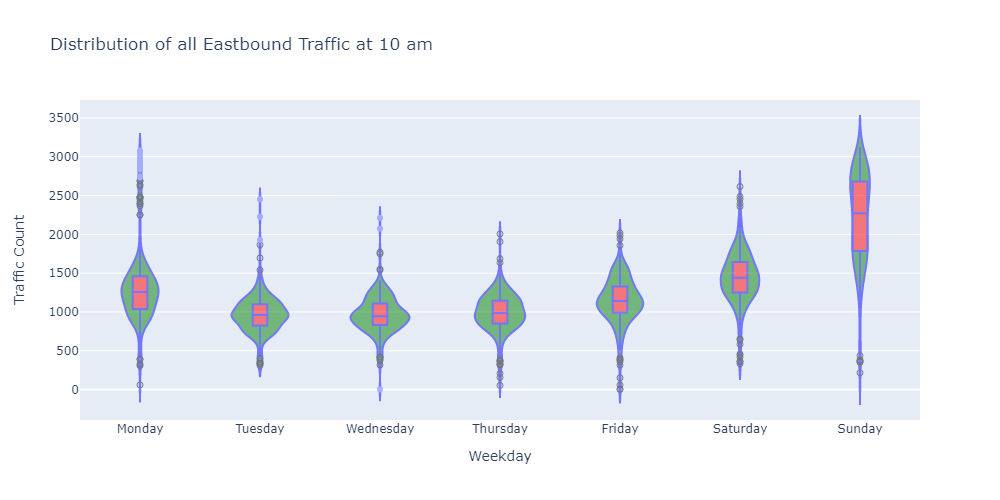 Distribution of all Eastbound Traffic at 10 am
3500
3000
2500
2000
1500
1000
500
0
Traffic Count
Monday Tuesday Wednesday Thursday Friday Saturday Sunday
Weekday